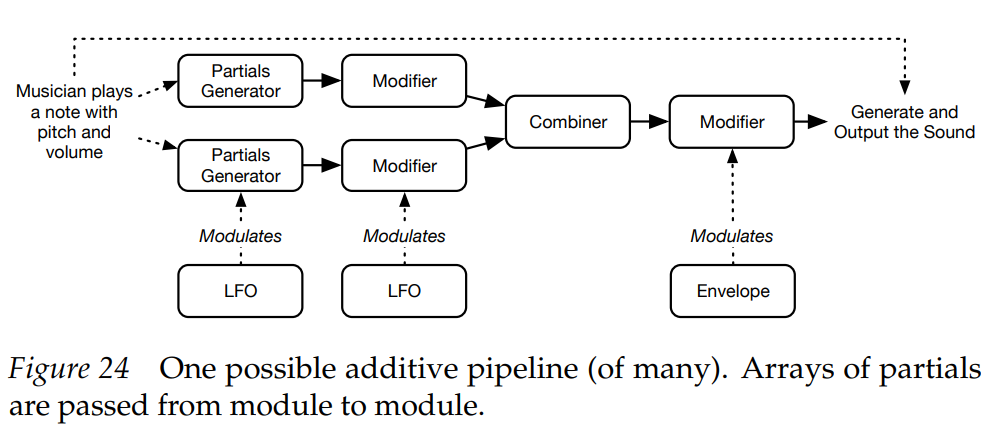 Musician plays
a note with
pitch and
volume
Partials
Generator
Modifier
Partials
Generator
Modifier
Combiner
Modifier
Generate and
Output the Sound
Modulates
Modulates
Modulates
LFO
LFO
Envelope
Figure 24 One possible additive pipeline (of many). Arrays of partials
are passed from module to module.